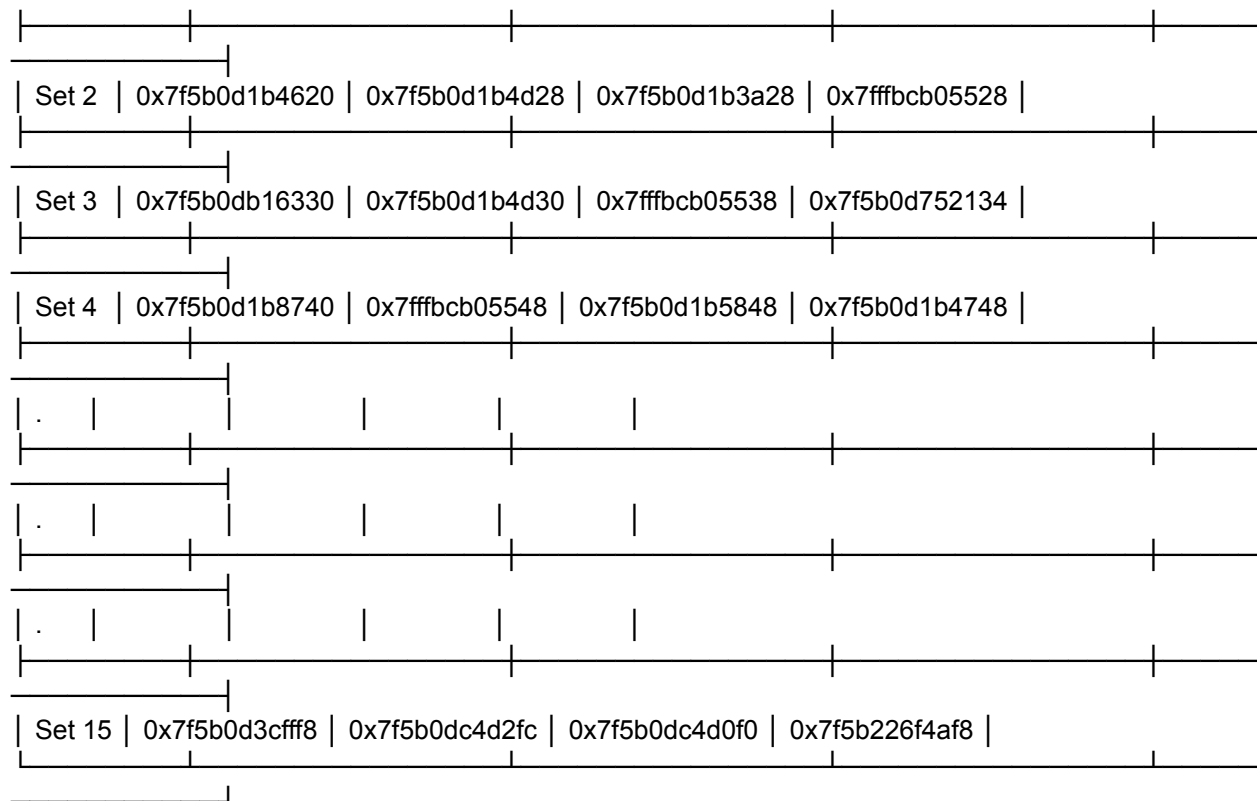 | Set 2 | 0x7f5b0d1b4620 | 0x7f5b0d1b4d28 | 0x7f5b0d1b3a28 | 0x7fffbcb05528 |
| Set 3 | 0x7f5b0db16330 | 0x7f5b0d1b4d30 | 0x7fffbcb05538 | 0x7f5b0d752134 |
| Set 4 | 0x7f5b0d1b8740 | 0x7fffbcb05548 | 0x7f5b0d1b5848 | 0x7f5b0d1b4748 |
| . | | | | |
| . | | | | |
| . | | | | |
| Set 15 | 0x7f5b0d3cfff8 | 0x7f5b0dc4d2fc | 0x7f5b0dc4d0f0 | 0x7f5b226f4af8 |